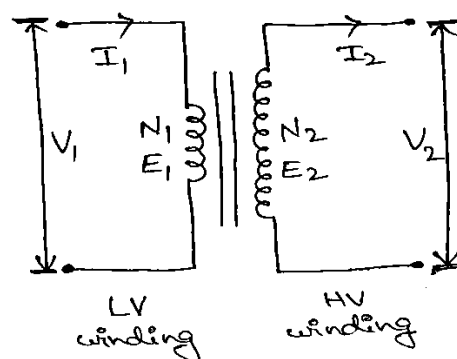 I₁
I₂
V₁
N₁
E₁
N₂
E₂
V₂
LV
winding
HV
winding